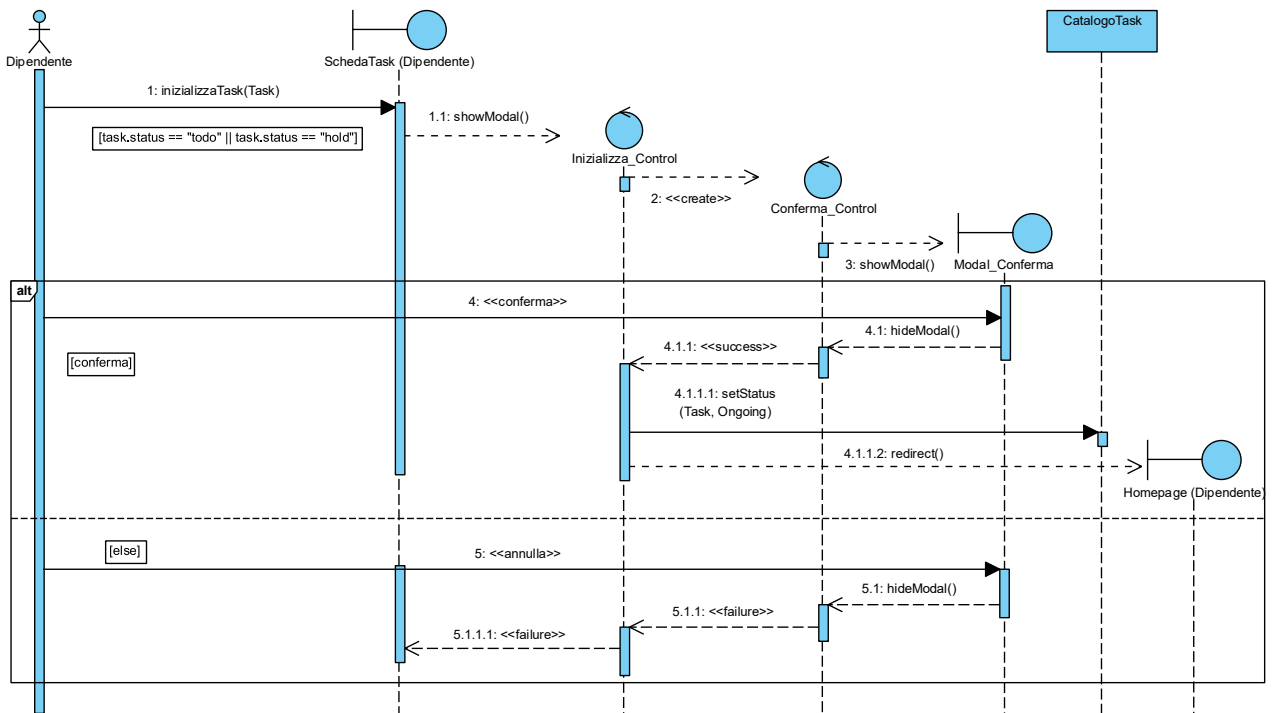 CatalogoTask
Dipendente
SchedaTask (Dipendente)
1: inizializzaTask(Task)
[task.status == "todo" || task.status == "hold"]
1.1: showModal()
Inizializza_Control
2: <<create>>
Conferma_Control
3: showModal()
Modal_Conferma
alt
4: <<conferma>>
4.1: hideModal()
4.1.1: <<success>>
[conferma]
4.1.1.1: setStatus
(Task, Ongoing)
4.1.1.2: redirect()
Homepage (Dipendente)
[else]
5: <<annulla>>
5.1: hideModal()
5.1.1: <<failure>>
5.1.1.1: <<failure>>